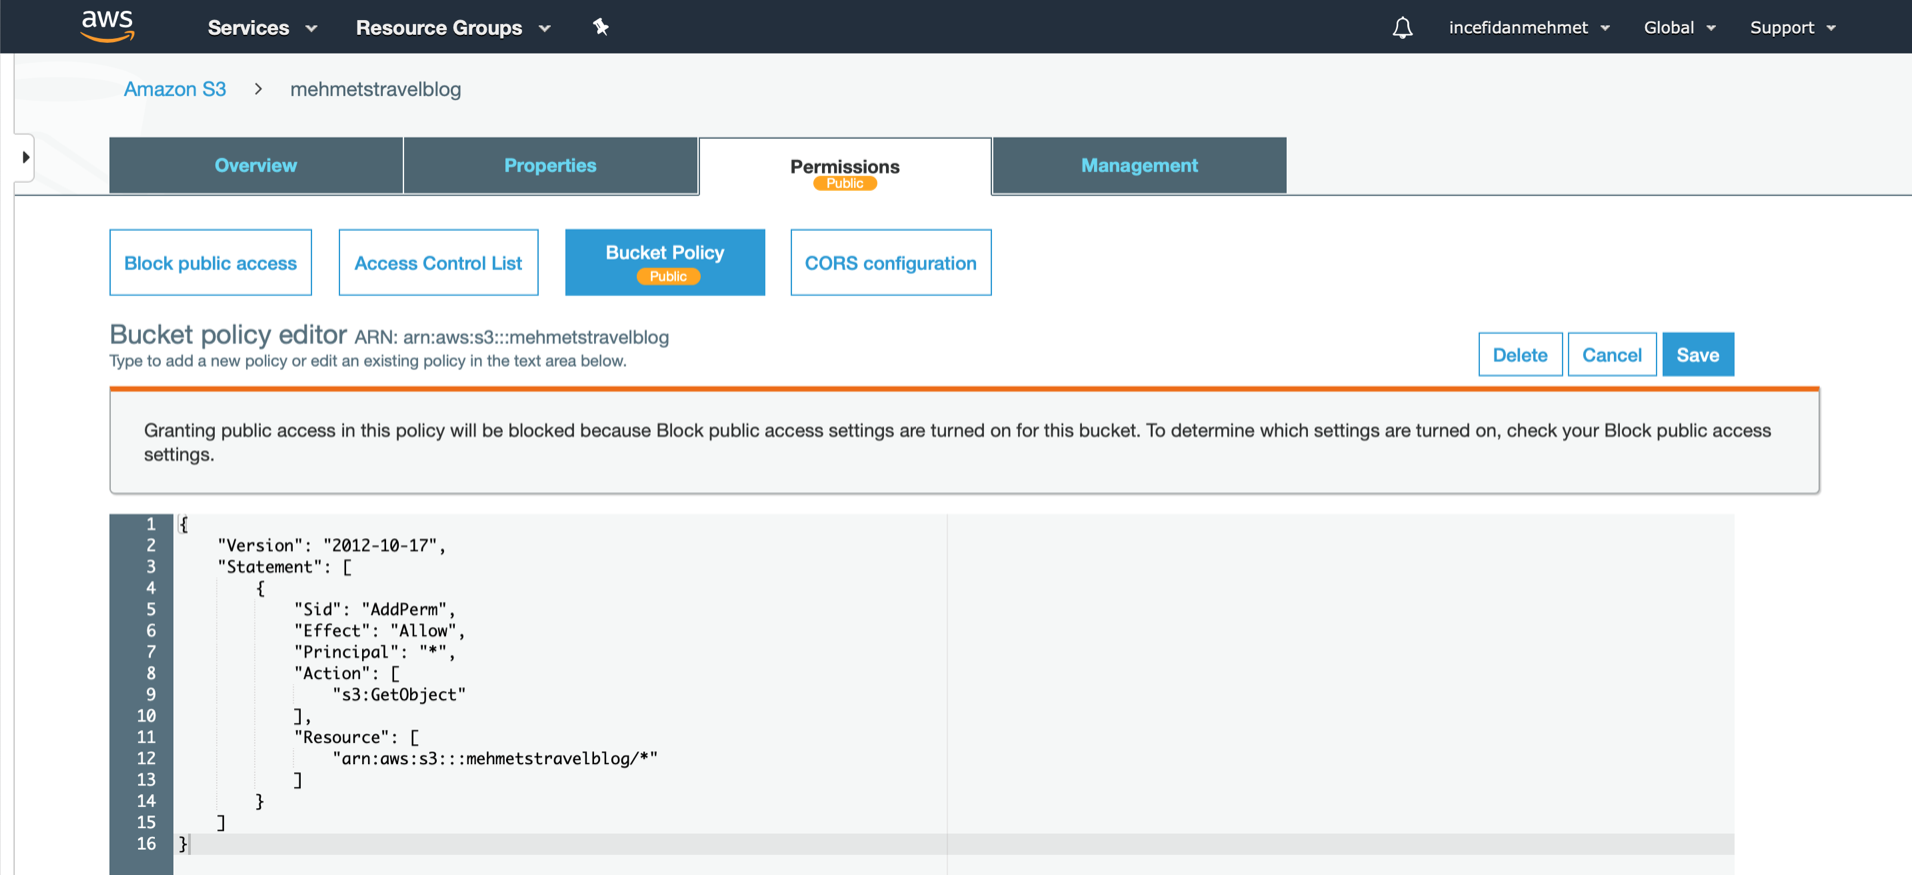 aws Services Resource Groups incefidanmehmet Global Support
Amazon S3 > mehmetstravelblog
Overview Properties Permissions Management
Public
Block public access Access Control List Bucket Policy CORS configuration
Public
Bucket policy editor ARN: arn:aws:s3:::mehmetstravelblog
Type to add a new policy or edit an existing policy in the text area below.
Delete Cancel Save
Granting public access in this policy will be blocked because Block public access settings are turned on for this bucket. To determine which settings are turned on, check your Block public access
settings.
1 {
2 "Version": "2012-10-17",
3 "Statement": [
4 {
5 "Sid": "AddPerm",
6 "Effect": "Allow",
7 "Principal": "*",
8 "Action": [
9 "s3:GetObject"
10 ],
11 "Resource": [
12 "arn:aws:s3:::mehmetstravelblog/*"
13 ]
14 }
15 ]
16 }